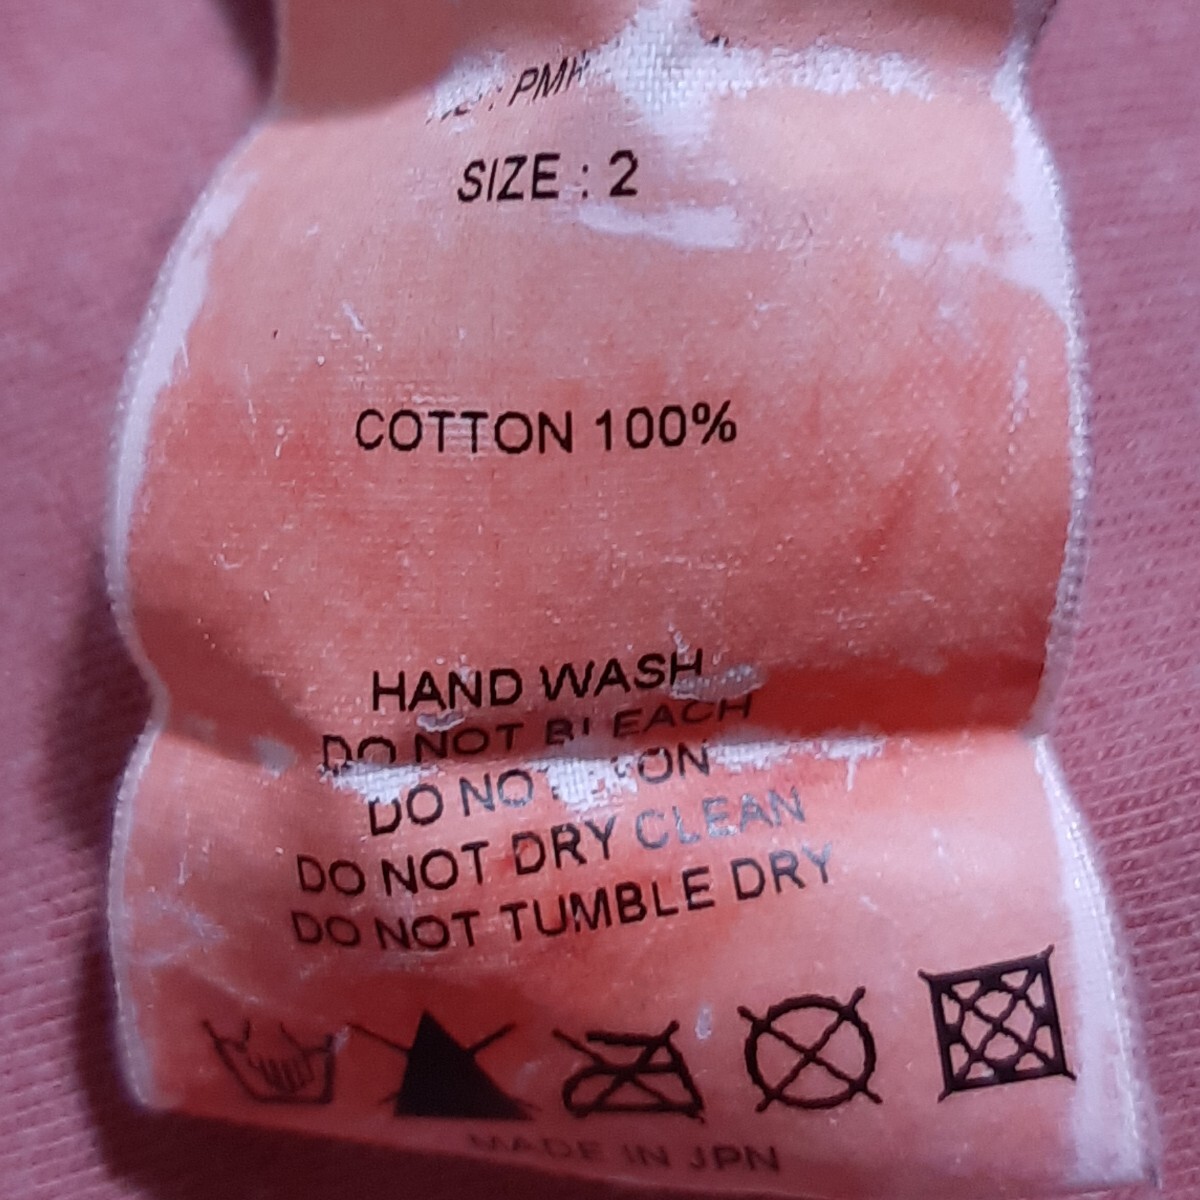 SIZE : 2
COTTON 100%
HAND WASH
DO NOT BLEACH
DO NOT
DO NOT DRY CLEAN
DO NOT TUMBLE DRY
MADE IN JPN